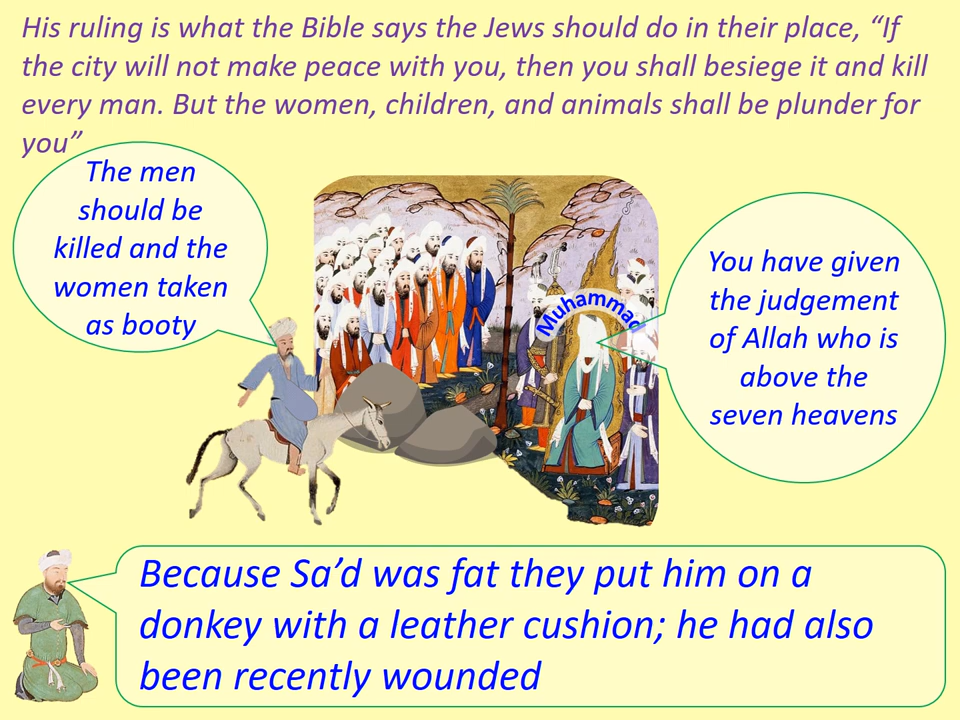 His ruling is what the Bible says the Jews should do in their place, “If
the city will not make peace with you, then you shall besiege it and kill
every man. But the women, children, and animals shall be plunder for
you”
The men
should be
killed and the
women taken
as booty
Muhammad
You have given
the judgement
of Allah who is
above the
seven heavens
Because Sa’d was fat they put him on a
donkey with a leather cushion; he had also
been recently wounded